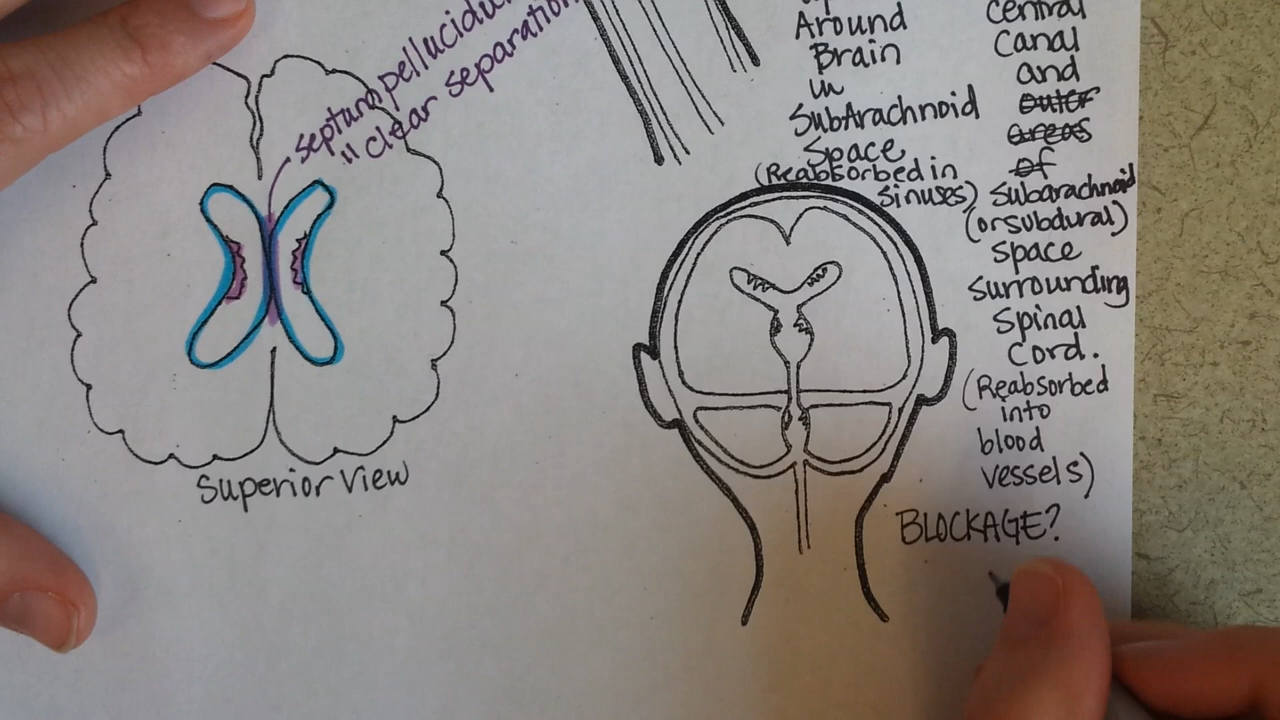 septum pellucidum
"clear separation
Superior View
Around
Brain
in
Subarachnoid
Space
(Reabsorbed in
sinuses)
central
Canal
and
outer
areas
of
subarachnoid
(or subdural)
space
surrounding
Spinal
Cord.
(Reabsorbed
into
blood
vessels)
BLOCKAGE?